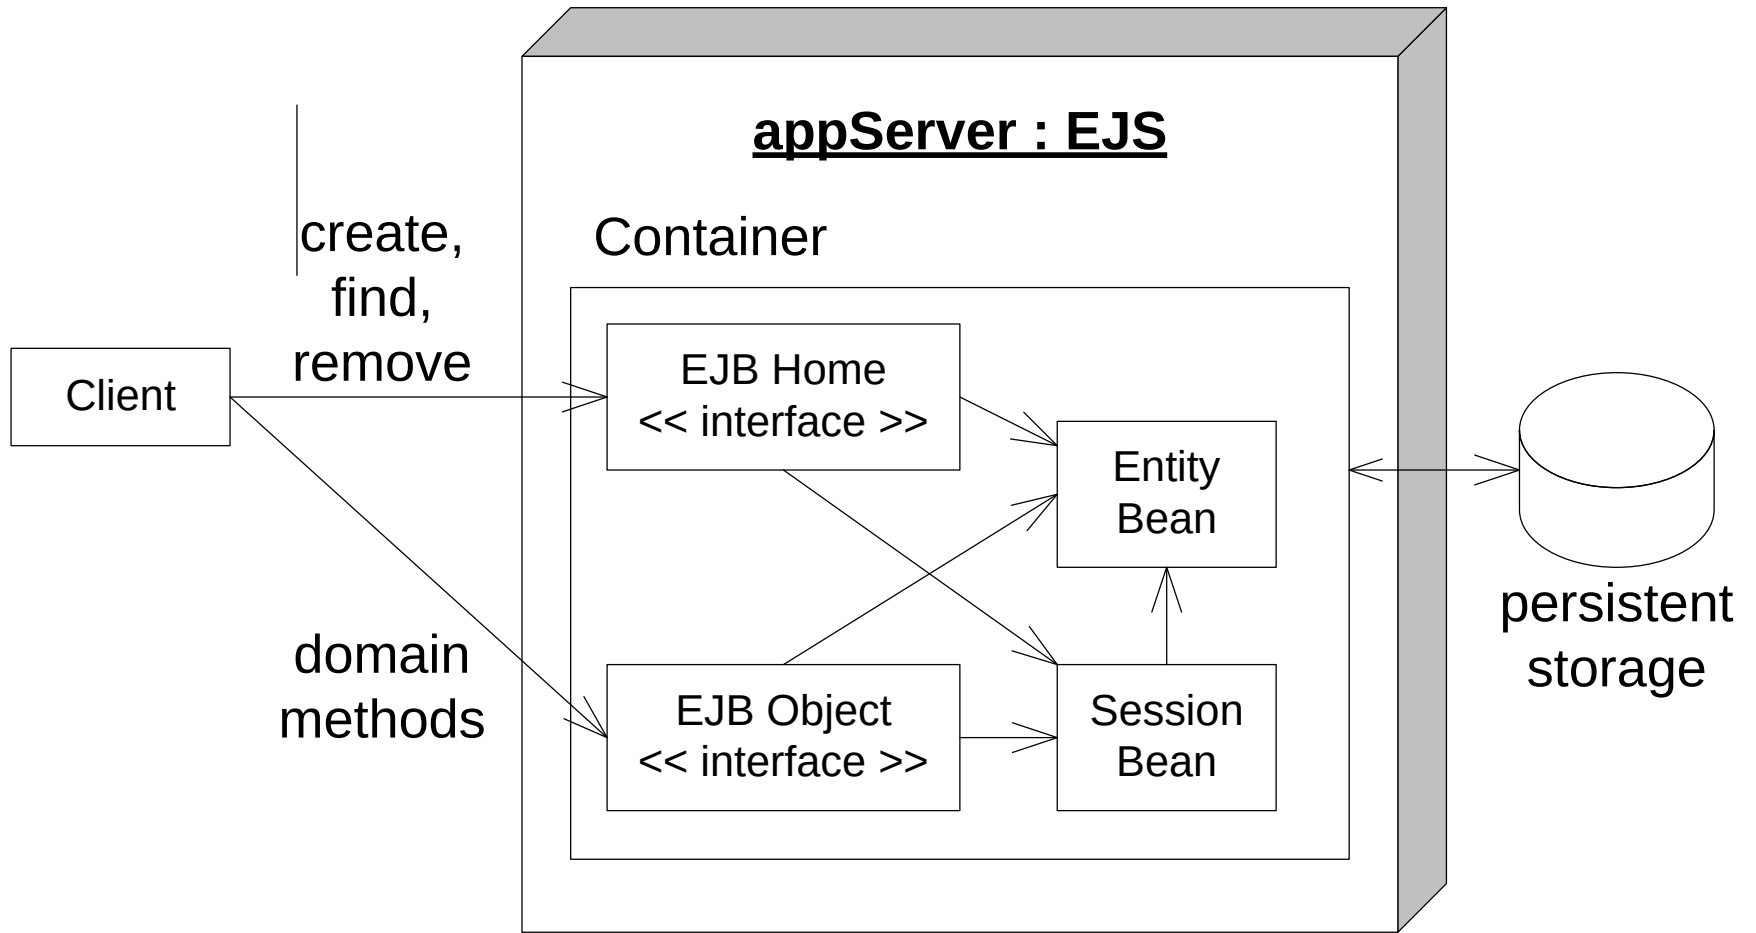 appServer : EJS
Container
create,
find,
remove
Client
EJB Home
<< interface >>
Entity
Bean
persistent
storage
domain
methods
EJB Object
<< interface >>
Session
Bean